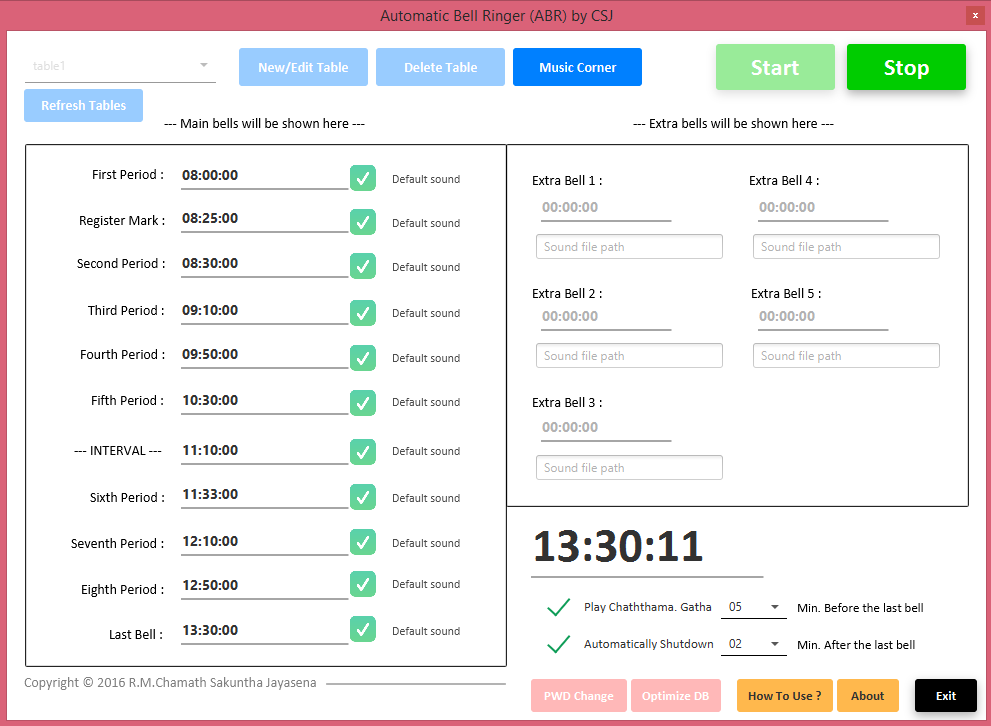 Automatic Bell Ringer (ABR) by CSJ
x
table1
New/Edit Table
Delete Table
Music Corner
Start
Stop
Refresh Tables
--- Main bells will be shown here ---
--- Extra bells will be shown here ---
First Period : 08:00:00 Default sound
Register Mark : 08:25:00 Default sound
Second Period : 08:30:00 Default sound
Third Period : 09:10:00 Default sound
Fourth Period : 09:50:00 Default sound
Fifth Period : 10:30:00 Default sound
--- INTERVAL --- 11:10:00 Default sound
Sixth Period : 11:33:00 Default sound
Seventh Period : 12:10:00 Default sound
Eighth Period : 12:50:00 Default sound
Last Bell : 13:30:00 Default sound
Extra Bell 1 :
00:00:00
Sound file path
Extra Bell 2 :
00:00:00
Sound file path
Extra Bell 3 :
00:00:00
Sound file path
Extra Bell 4 :
00:00:00
Sound file path
Extra Bell 5 :
00:00:00
Sound file path
13:30:11
Play Chaththama. Gatha 05 Min. Before the last bell
Automatically Shutdown 02 Min. After the last bell
Copyright © 2016 R.M.Chamath Sakuntha Jayasena
PWD Change
Optimize DB
How To Use ?
About
Exit